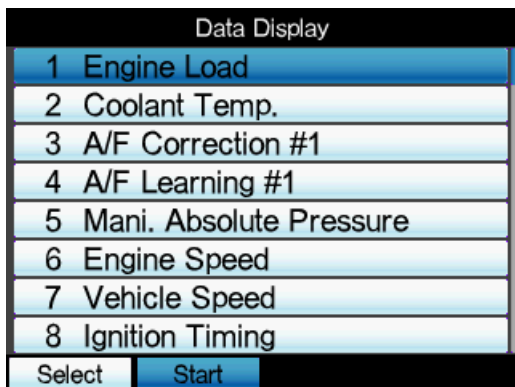 Data Display
1 Engine Load
2 Coolant Temp.
3 A/F Correction #1
4 A/F Learning #1
5 Mani. Absolute Pressure
6 Engine Speed
7 Vehicle Speed
8 Ignition Timing
Select Start